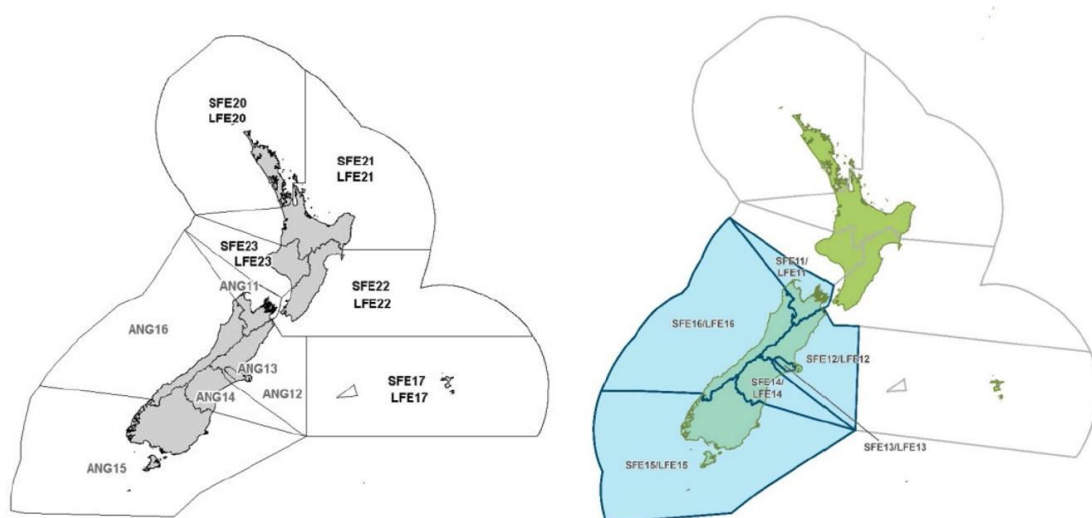 SFE20
LFE20
SFE21
LFE21
SFE23
LFE23
SFE22
LFE22
ANG11
ANG16
ANG13
ANG14
ANG12
SFE17
LFE17
ANG15
SFE11/
LFE11
SFE16/LFE16
SFE12/LFE12
SFE14/
LFE14
SFE13/LFE13
SFE15/LFE15